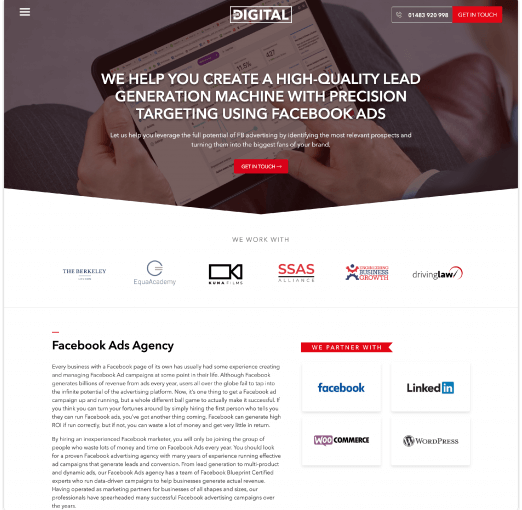 DIGITAL
01483 920 998
GET IN TOUCH
WE HELP YOU CREATE A HIGH-QUALITY LEAD
GENERATION MACHINE WITH PRECISION
TARGETING USING FACEBOOK ADS
Let us help you leverage the full potential of FB advertising by identifying the most relevant prospects and
turning them into the biggest fans of your brand.
GET IN TOUCH →
WE WORK WITH
THE BERKELEY
EquaAcademy
KUMA FILMS
SSAS
ALLIANCE
BUSINESS
GROWTH
drivinglaw
Facebook Ads Agency
Every business with a Facebook page of its own has usually had some experience creating
and managing Facebook Ad campaigns at some point in their life. Although Facebook
generates billions of revenue from ads every year, users all over the globe fail to tap into
the infinite potential of the advertising platform. Now, it's one thing to get a Facebook ad
campaign up and running, but a whole different ball game to actually make it successful. If
you think you can turn your fortunes around by simply hiring the first person who tells you
they can run Facebook ads, you've got another thing coming. Facebook can generate high
ROI if run correctly, but if not, you can waste a lot of money and get very little in return.
By hiring an inexperienced Facebook marketer, you will only be joining the group of
people who waste lots of money and time on Facebook Ads every year. You should look
for a proven Facebook advertising agency with many years of experience running effective
ad campaigns that generate leads and conversion. From lead generation to multi-product
and dynamic ads, our Facebook Ads agency has a team of Facebook Blueprint Certified
experts who run data-driven campaigns to help businesses generate actual revenue.
Having operated as marketing partners for businesses of all shapes and sizes, our
professionals have spearheaded many successful Facebook advertising campaigns over
the years.
WE PARTNER WITH
facebook
Linked in
WOO COMMERCE
WORDPRESS